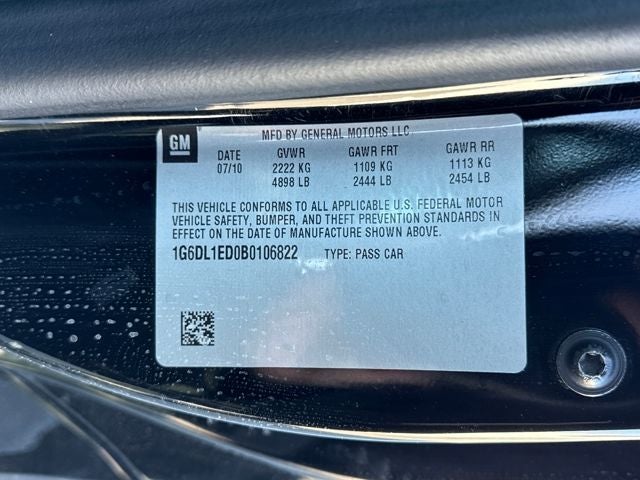 GM
MFD BY GENERAL MOTORS LLC
DATE GVWR GAWR FRT GAWR RR
07/10 2222 KG 1109 KG 1113 KG
4898 LB 2444 LB 2454 LB
THIS VEHICLE CONFORMS TO ALL APPLICABLE U.S. FEDERAL MOTOR
VEHICLE SAFETY, BUMPER, AND THEFT PREVENTION STANDARDS IN
EFFECT ON THE DATE OF MANUFACTURE SHOWN ABOVE.
1G6DL1ED0B0106822 TYPE: PASS CAR